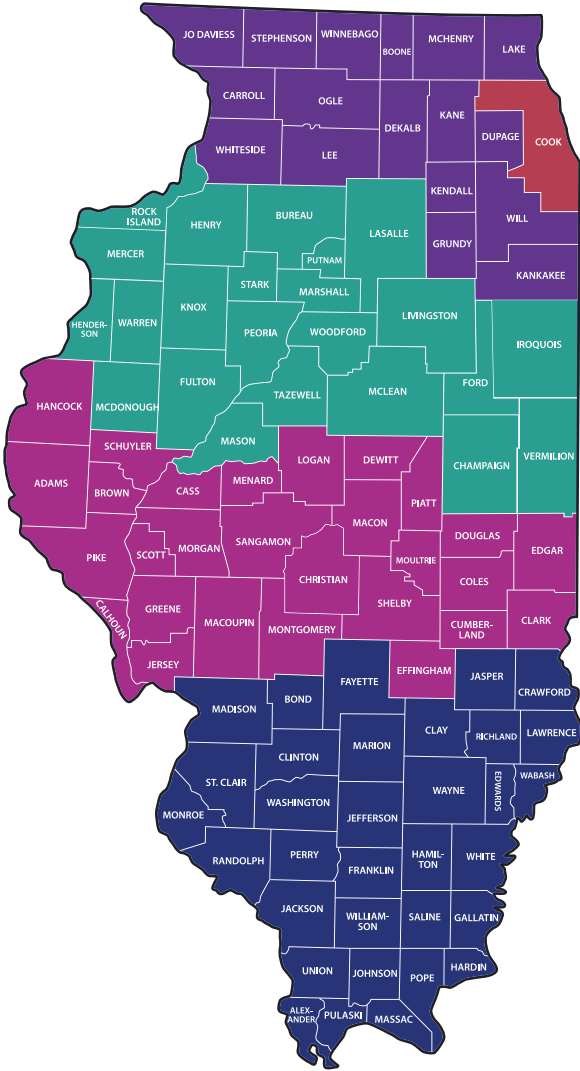 JO DAVIESS
STEPHENSON
WINNEBAGO
BOONE
MCHENRY
LAKE
CARROLL
OGLE
DEKALB
KANE
COOK
DUPAGE
WHITESIDE
LEE
KENDALL
WILL
ROCK
ISLAND
HENRY
BUREAU
LASALLE
GRUNDY
MERCER
PUTNAM
KANKAKEE
STARK
MARSHALL
KNOX
HENDER-
SON
WARREN
PEORIA
WOODFORD
LIVINGSTON
IROQUOIS
FULTON
TAZEWELL
MCLEAN
FORD
HANCOCK
MCDONOUGH
MASON
SCHUYLER
LOGAN
DEWITT
CHAMPAIGN
VERMILION
ADAMS
BROWN
CASS
MENARD
PIATT
MACON
PIKE
SCOTT
MORGAN
SANGAMON
DOUGLAS
EDGAR
MOULTRIE
CHRISTIAN
COLES
CALHOUN
GREENE
MACOUPIN
MONTGOMERY
SHELBY
CUMBER-
LAND
CLARK
JERSEY
EFFINGHAM
FAYETTE
JASPER
CRAWFORD
MADISON
BOND
CLAY
RICHLAND
LAWRENCE
MARION
CLINTON
ST. CLAIR
WAYNE
EDWARDS
WABASH
WASHINGTON
MONROE
JEFFERSON
RANDOLPH
PERRY
HAMIL-
TON
WHITE
FRANKLIN
JACKSON
WILLIAM-
SON
SALINE
GALLATIN
UNION
JOHNSON
POPE
HARDIN
ALEX-
ANDER
PULASKI
MASSAC